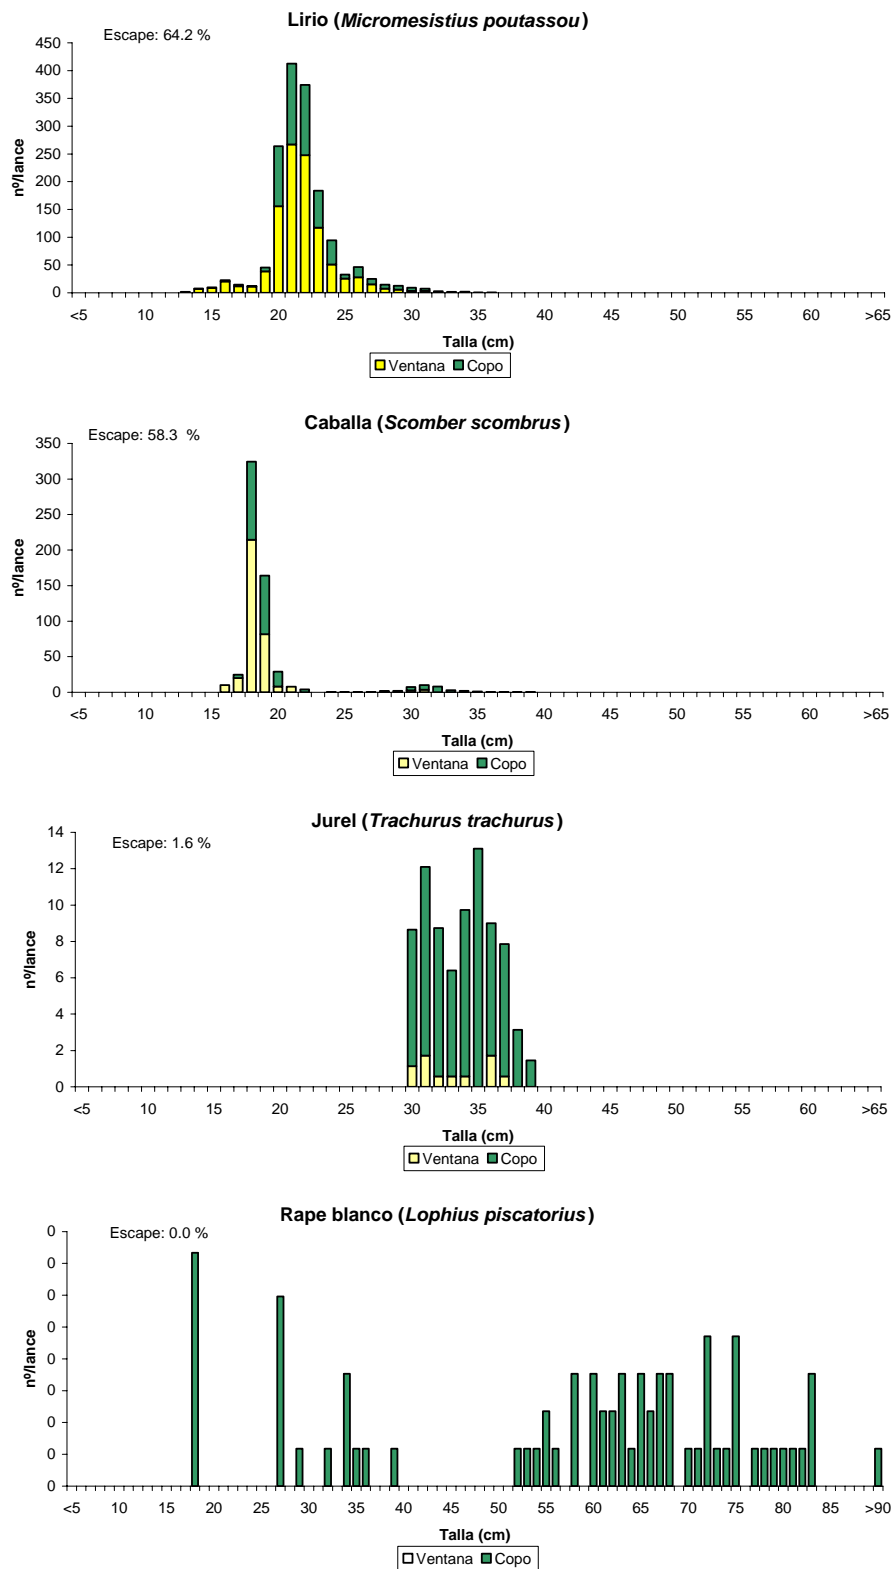 Lirio (Micromesistius poutassou)
Escape: 64.2 %
450
400
350
300
250
200
150
100
50
0
nº/lance
<5 10 15 20 25 30 35 40 45 50 55 60 >65
Talla (cm)
Ventana Copo
Caballa (Scomber scombrus)
Escape: 58.3 %
350
300
250
200
150
100
50
0
nº/lance
<5 10 15 20 25 30 35 40 45 50 55 60 >65
Talla (cm)
Ventana Copo
Jurel (Trachurus trachurus)
Escape: 1.6 %
14
12
10
8
6
4
2
0
nº/lance
<5 10 15 20 25 30 35 40 45 50 55 60 >65
Talla (cm)
Ventana Copo
Rape blanco (Lophius piscatorius)
Escape: 0.0 %
0
0
0
0
0
0
0
0
0
nº/lance
<5 10 15 20 25 30 35 40 45 50 55 60 65 70 75 80 85 >90
Talla (cm)
Ventana Copo